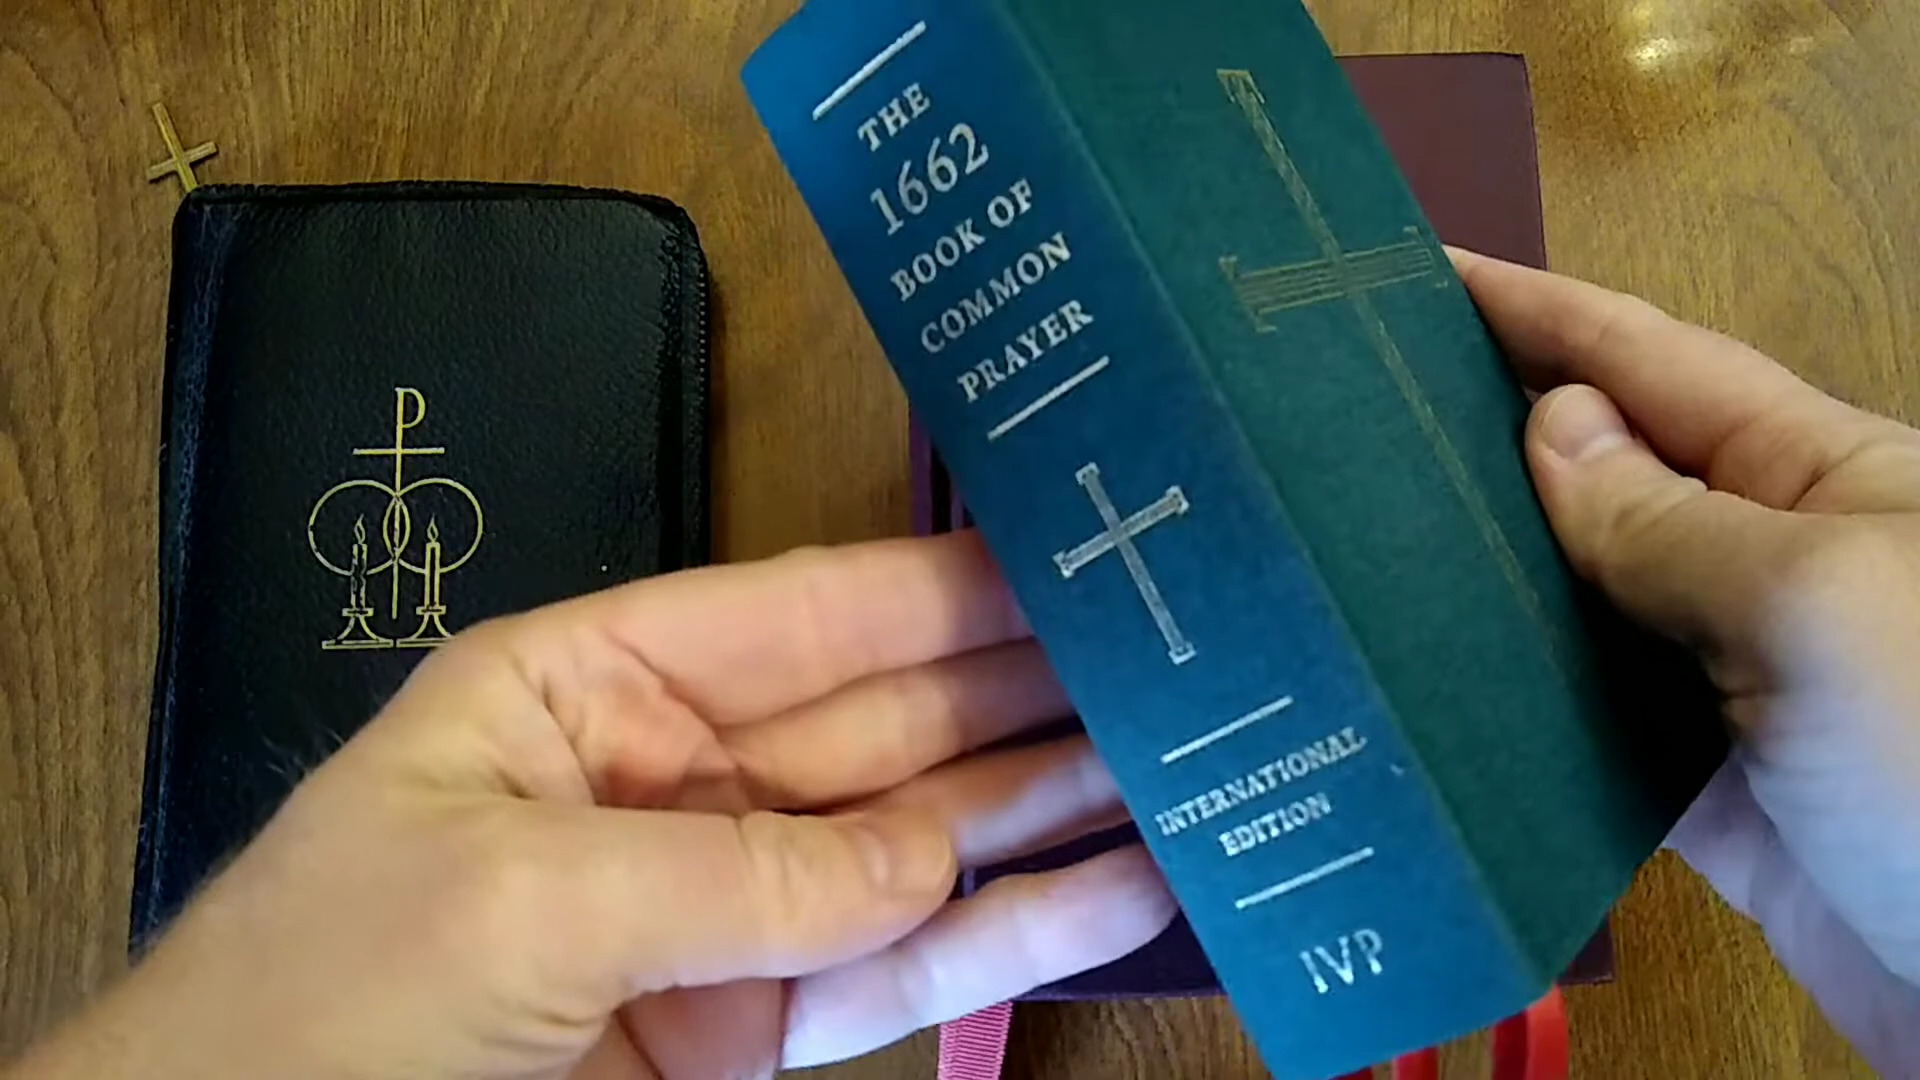 THE
1662
BOOK OF
COMMON
PRAYER
INTERNATIONAL
EDITION
IVP